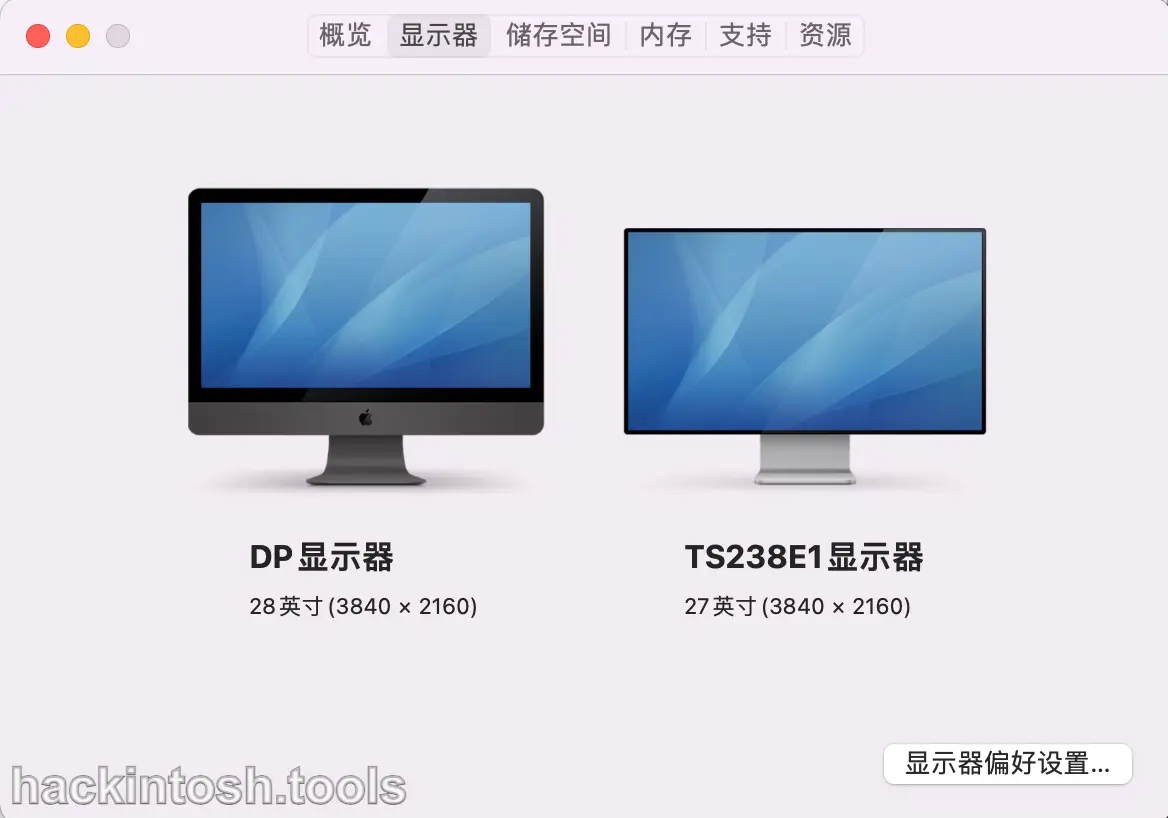 概览 显示器 储存空间 内存 支持 资源
DP显示器
28英寸(3840 × 2160)
TS238E1显示器
27英寸(3840 × 2160)
显示器偏好设置...
hackintosh.tools